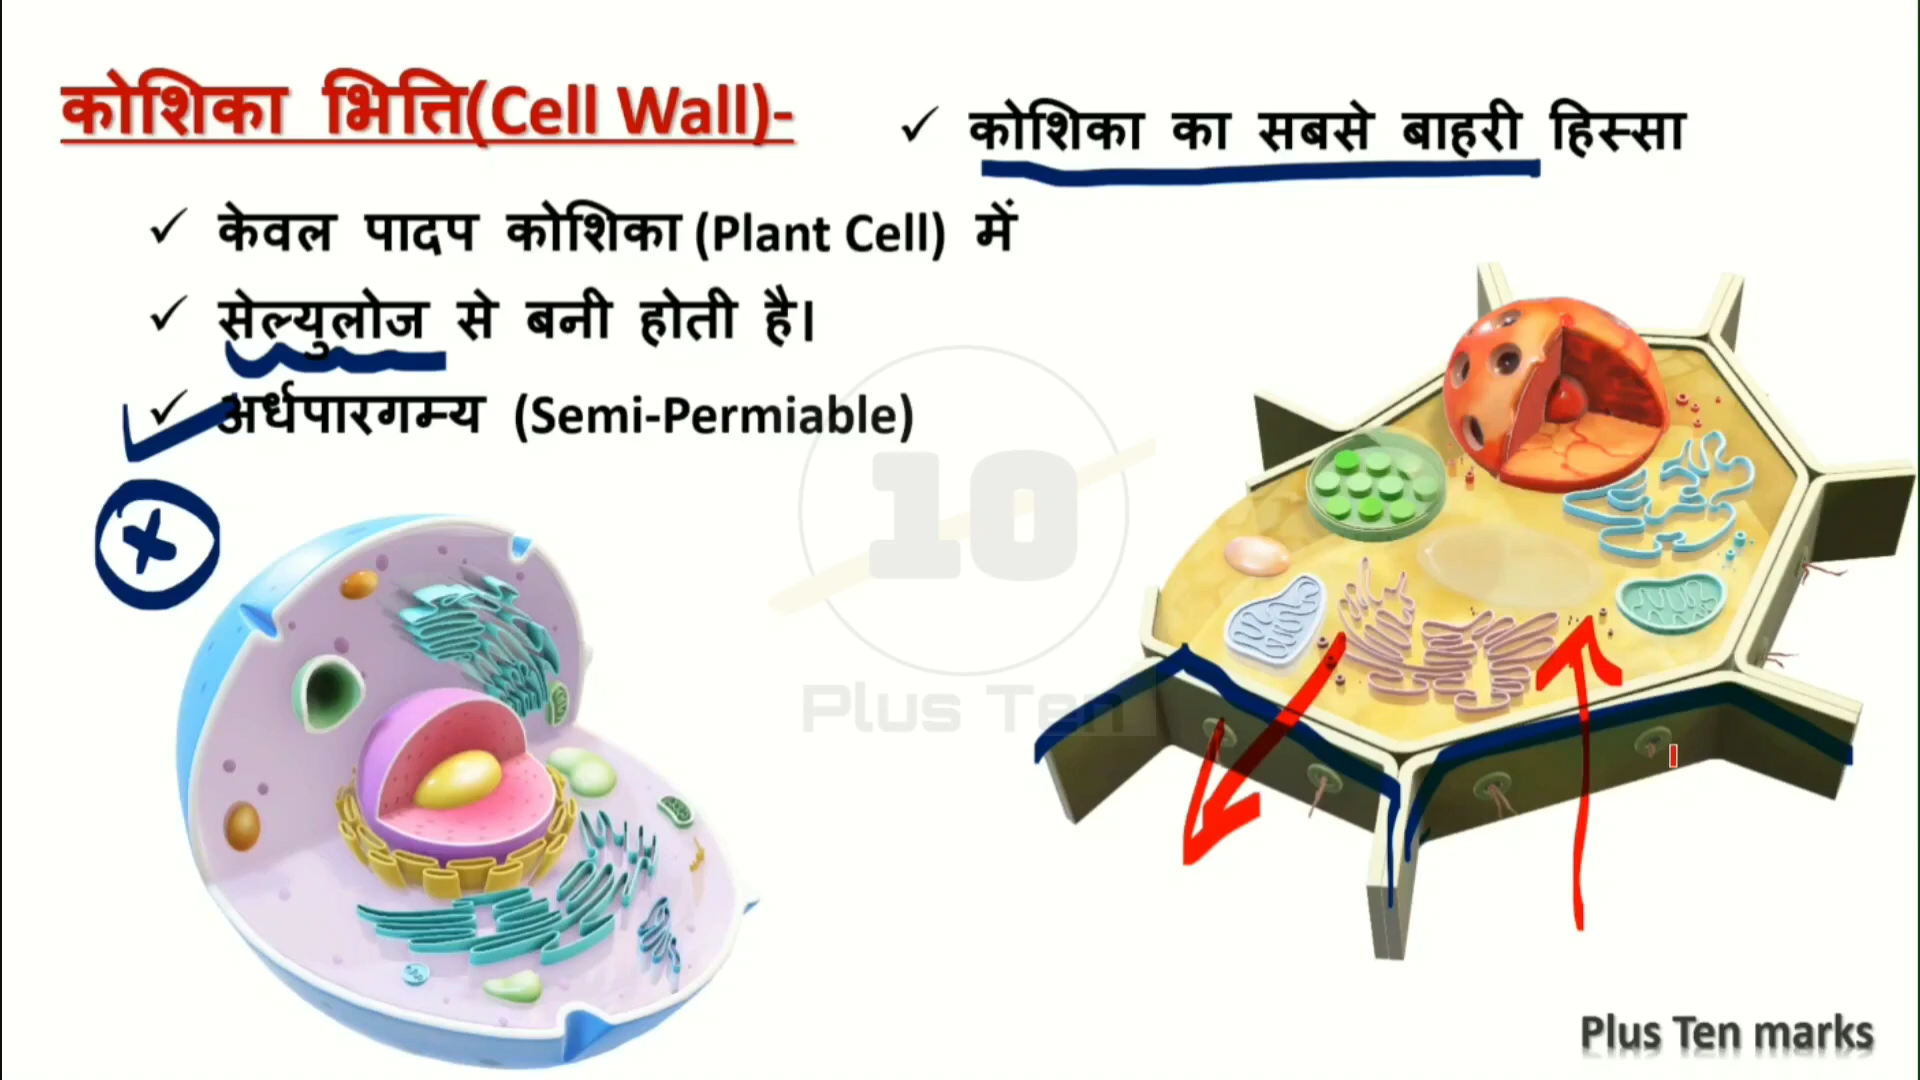 कोशिका भित्ति(Cell Wall)-
✓ कोशिका का सबसे बाहरी हिस्सा
✓ केवल पादप कोशिका (Plant Cell) में
✓ सेल्युलोज से बनी होती है।
✓ अर्धपारगम्य (Semi-Permiable)
10
Plus Ten
Plus Ten marks